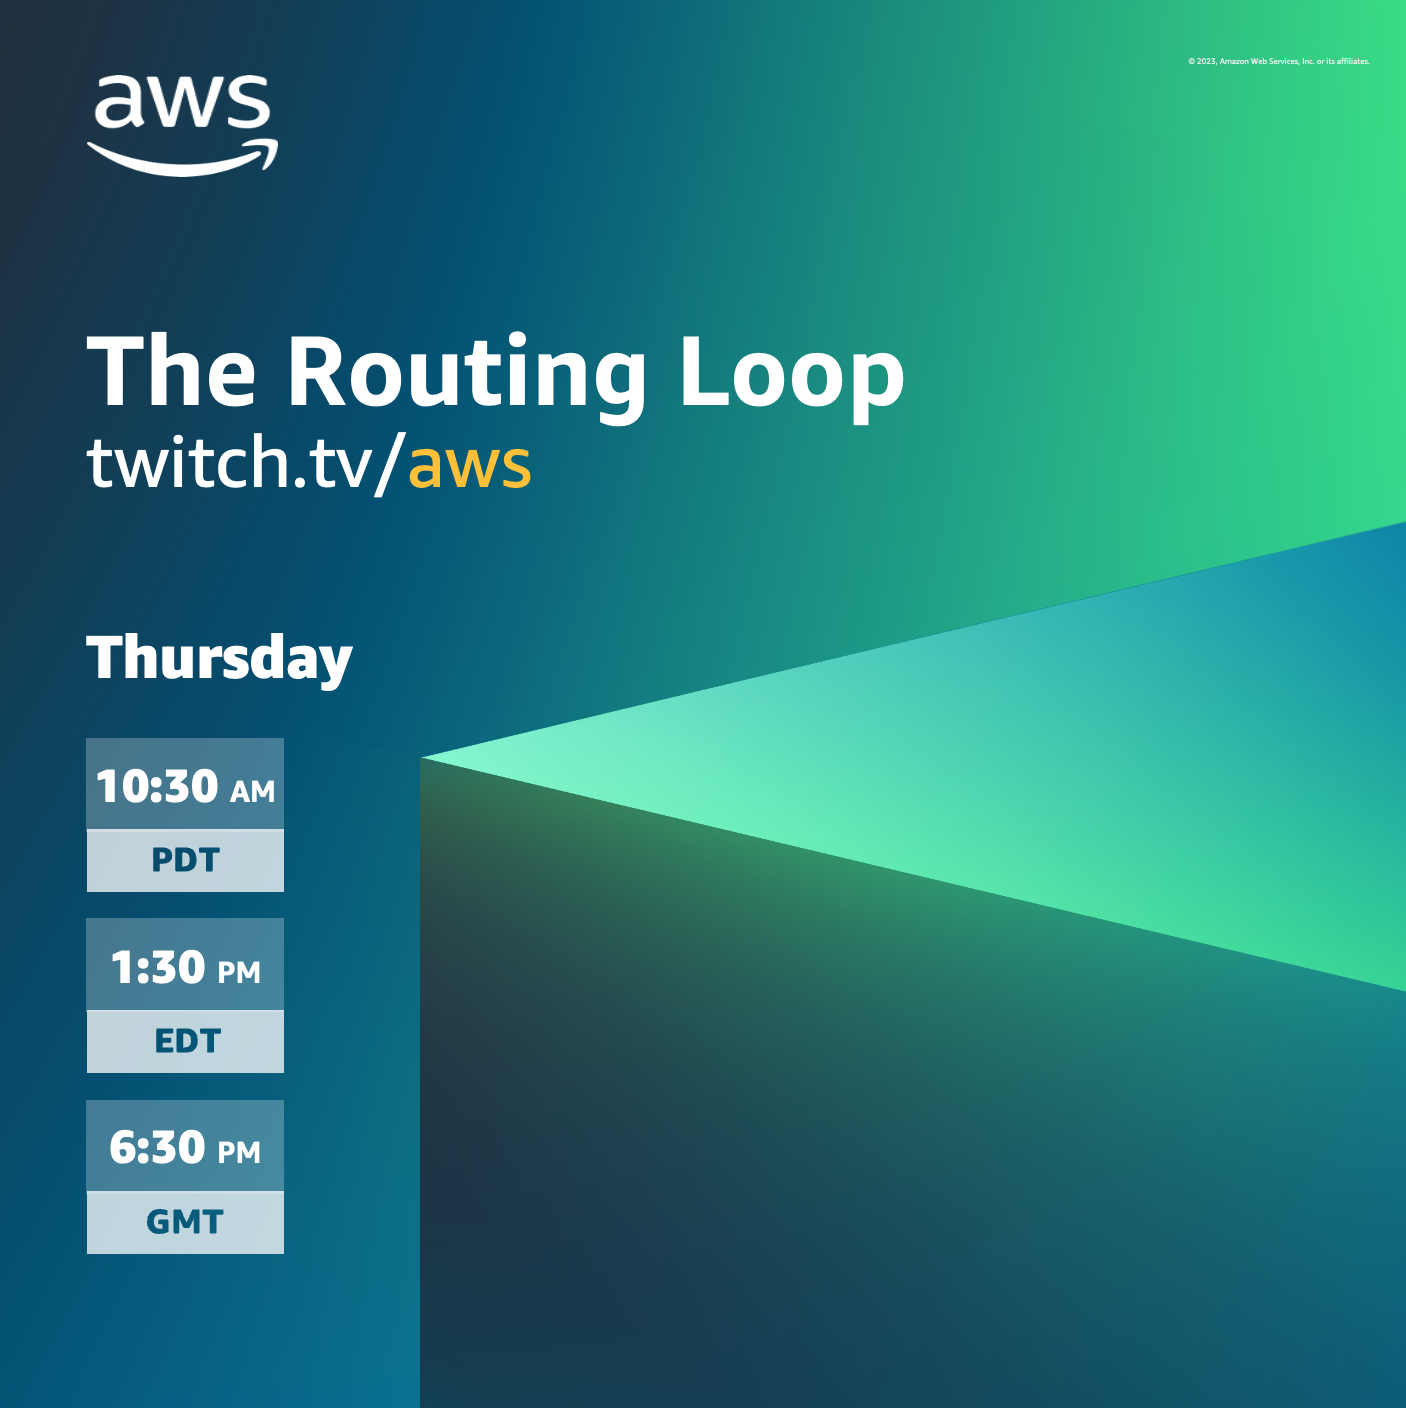 © 2023, Amazon Web Services, Inc. or its affiliates.
aws
The Routing Loop
twitch.tv/aws
Thursday
10:30 AM
PDT
1:30 PM
EDT
6:30 PM
GMT